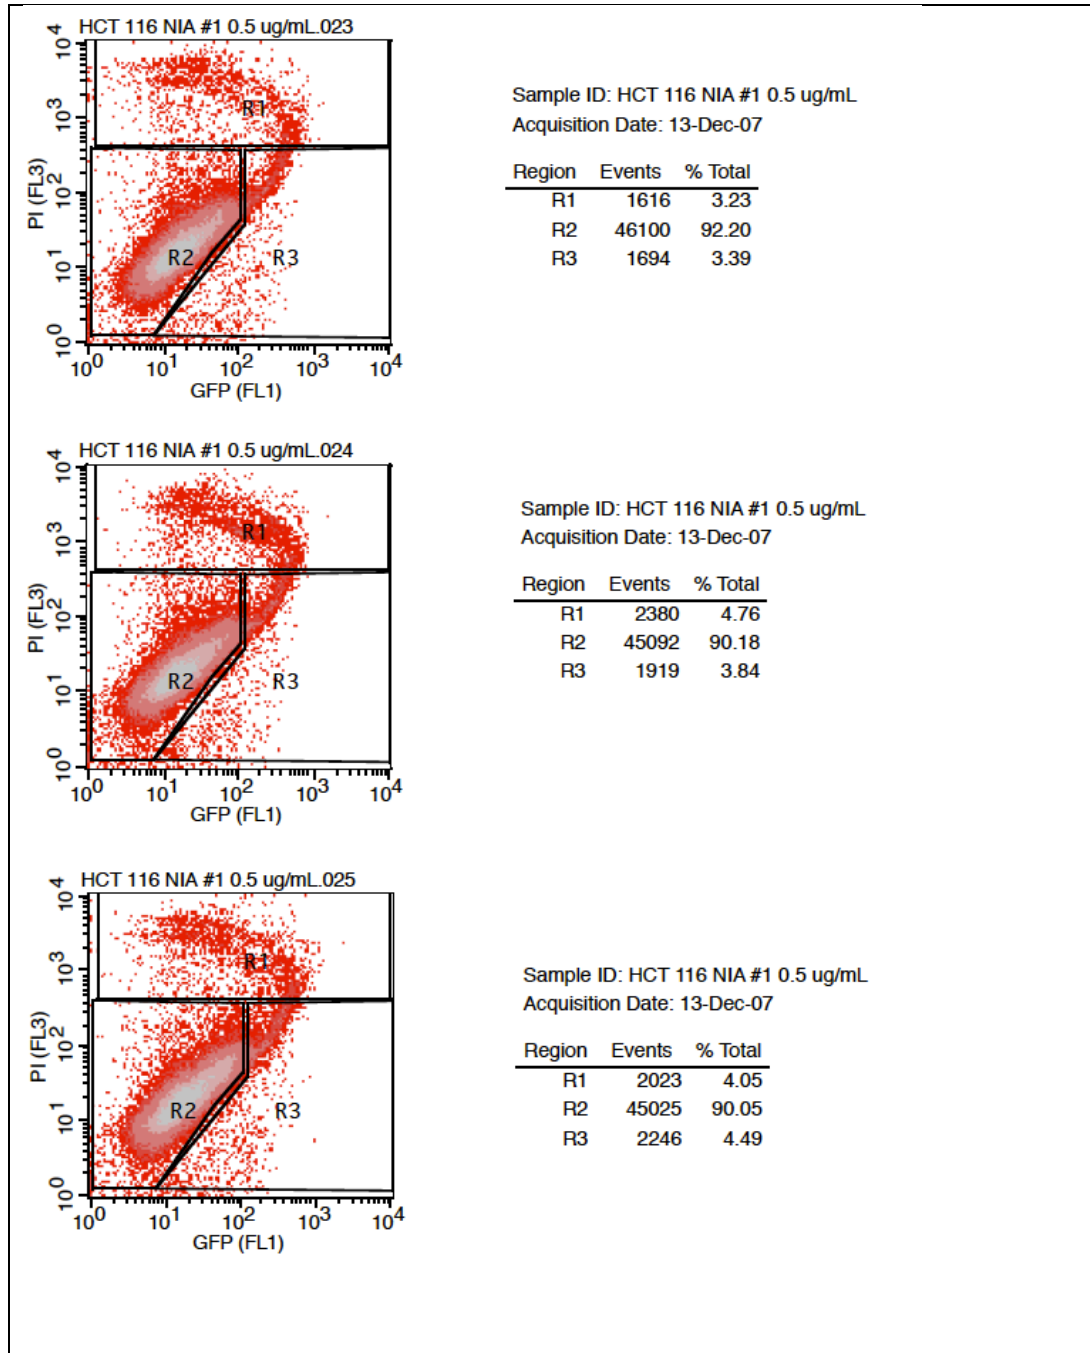 HCT 116 NIA #1 0.5 ug/mL.023
PI (FL3)
10^4
10^3
10^2
10^1
10^0
R1
R2
R3
10^0 10^1 10^2 10^3 10^4
GFP (FL1)
Sample ID: HCT 116 NIA #1 0.5 ug/mL
Acquisition Date: 13-Dec-07
Region Events % Total
R1 1616 3.23
R2 46100 92.20
R3 1694 3.39
HCT 116 NIA #1 0.5 ug/mL.024
PI (FL3)
10^4
10^3
10^2
10^1
10^0
R1
R2
R3
10^0 10^1 10^2 10^3 10^4
GFP (FL1)
Sample ID: HCT 116 NIA #1 0.5 ug/mL
Acquisition Date: 13-Dec-07
Region Events % Total
R1 2380 4.76
R2 45092 90.18
R3 1919 3.84
HCT 116 NIA #1 0.5 ug/mL.025
PI (FL3)
10^4
10^3
10^2
10^1
10^0
R1
R2
R3
10^0 10^1 10^2 10^3 10^4
GFP (FL1)
Sample ID: HCT 116 NIA #1 0.5 ug/mL
Acquisition Date: 13-Dec-07
Region Events % Total
R1 2023 4.05
R2 45025 90.05
R3 2246 4.49